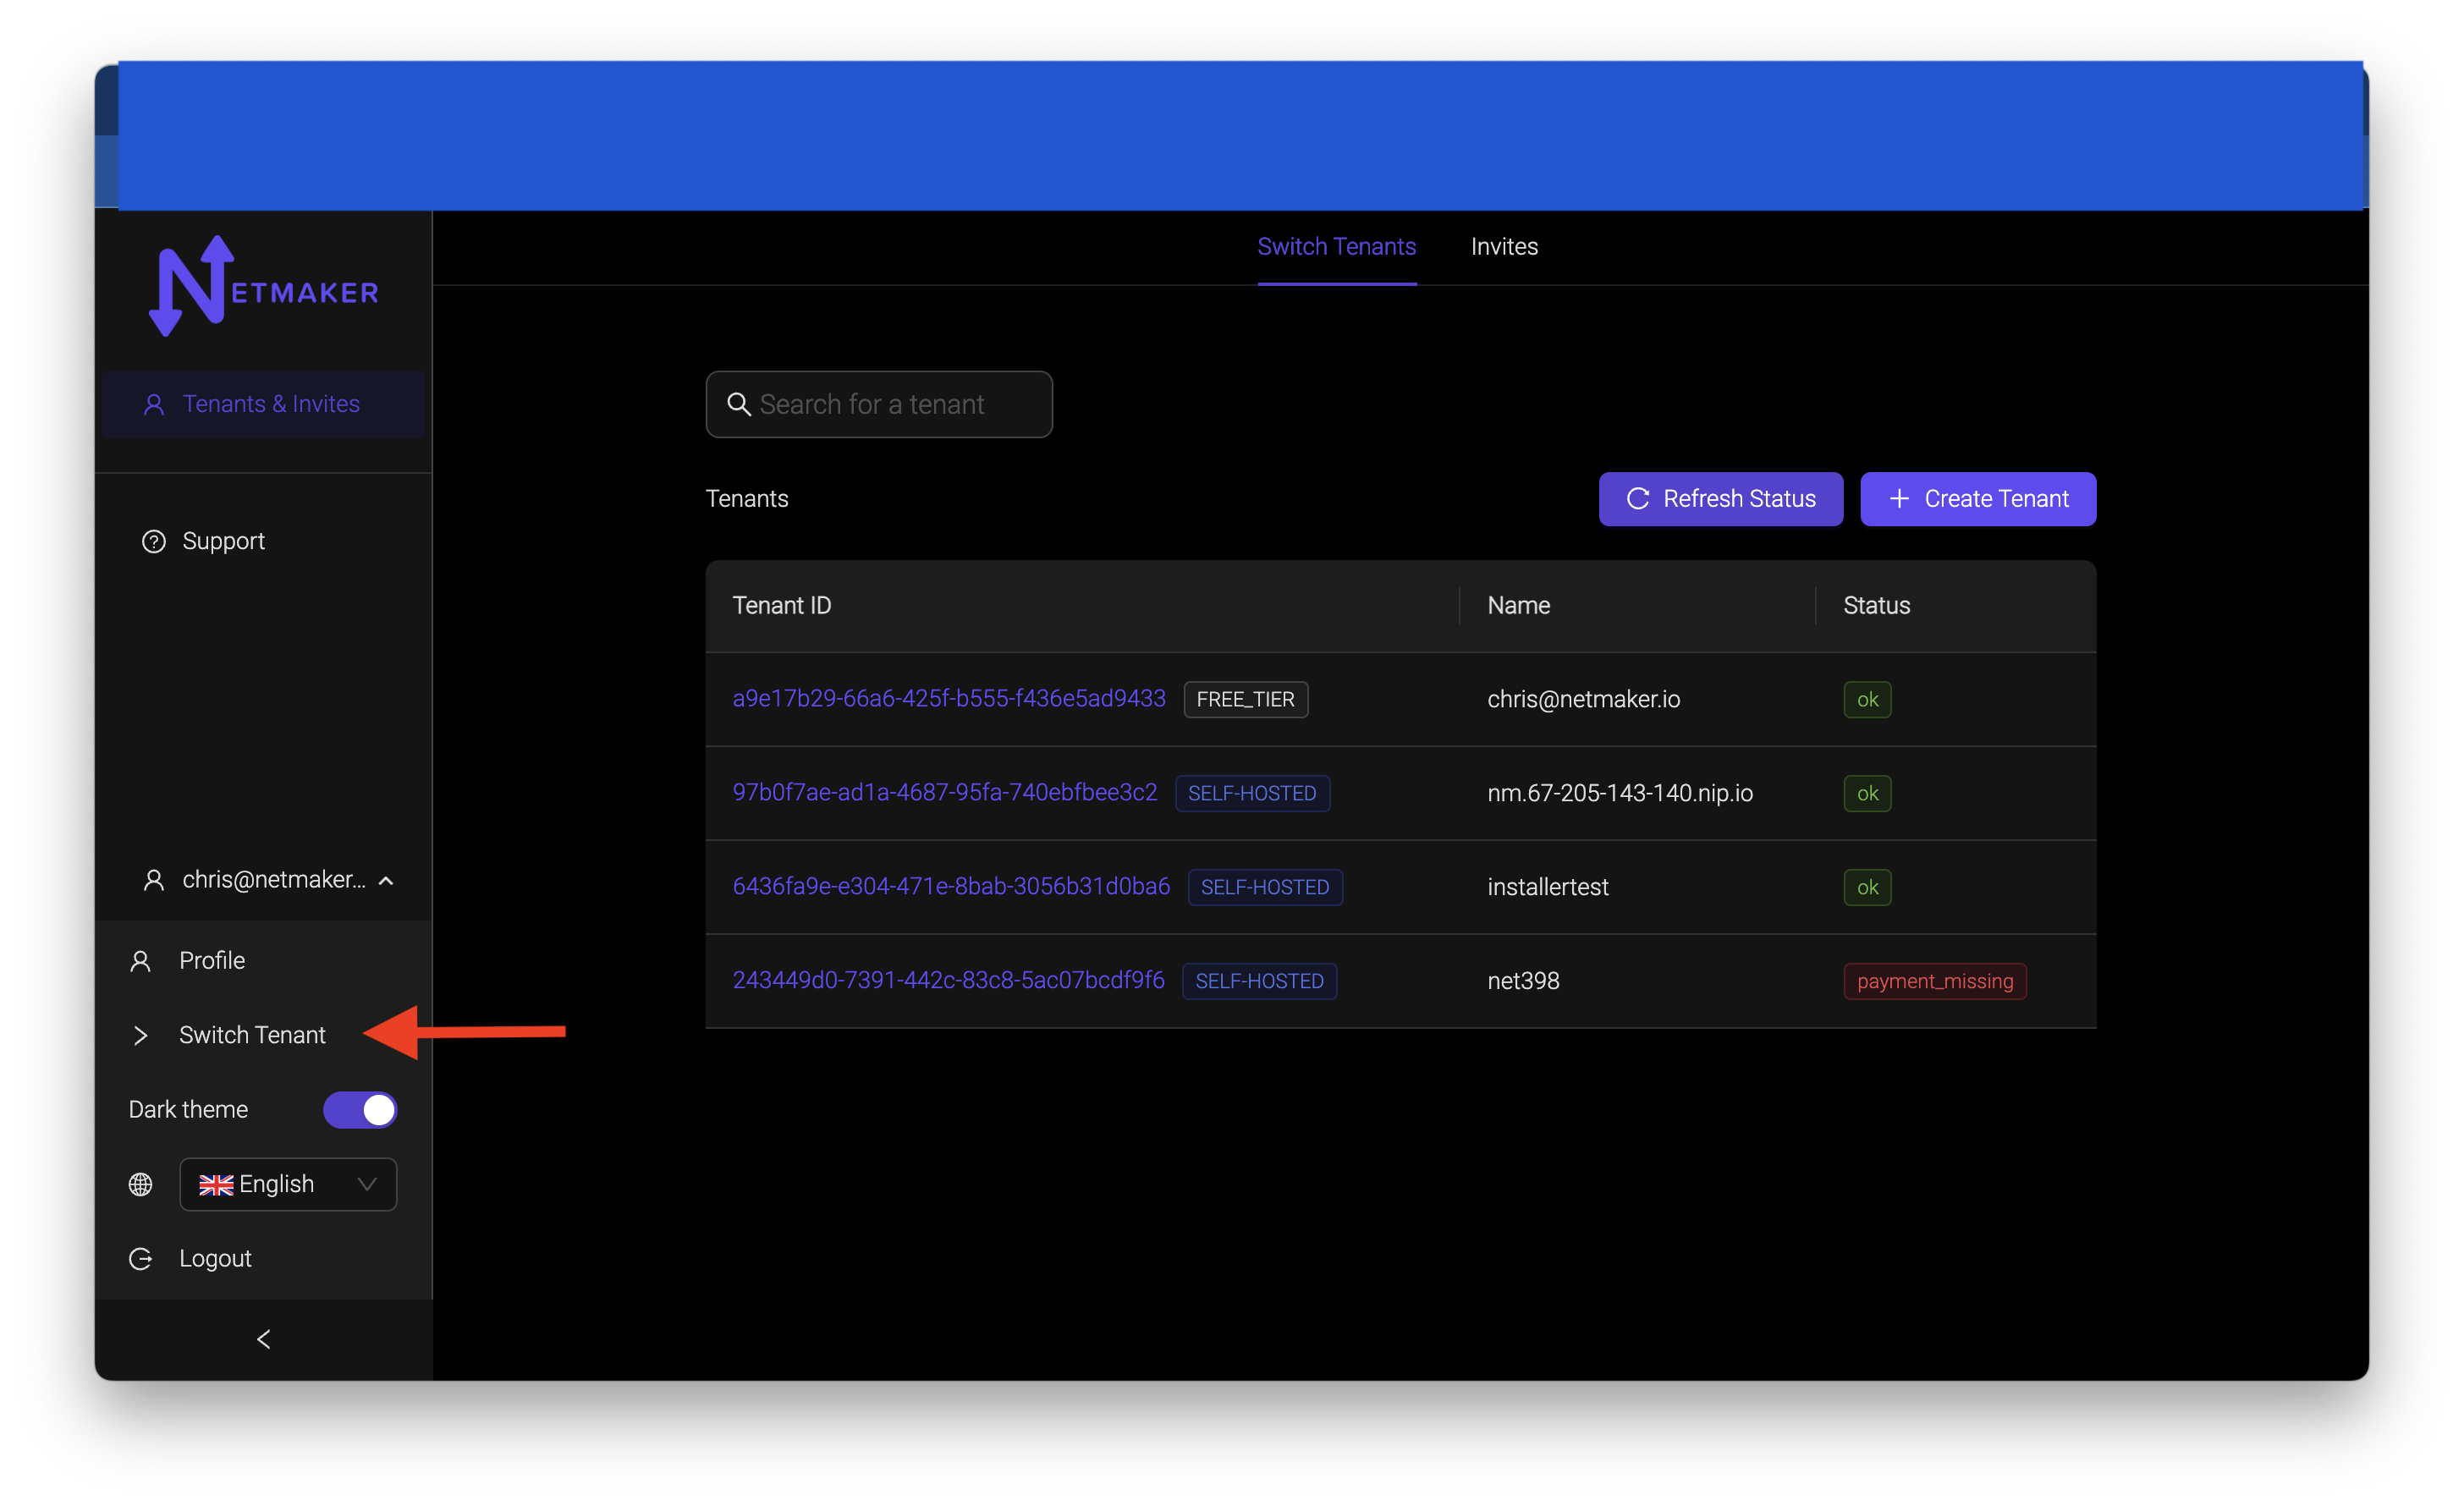 NETMAKER
Tenants & Invites
Support
chris@netmaker...
Profile
Switch Tenant
Dark theme
English
Logout
Switch Tenants Invites
Search for a tenant
Tenants Refresh Status Create Tenant
Tenant ID Name Status
a9e17b29-66a6-425f-b555-f436e5ad9433 FREE_TIER chris@netmaker.io ok
97b0f7ae-ad1a-4687-95fa-740ebfbee3c2 SELF-HOSTED nm.67-205-143-140.nip.io ok
6436fa9e-e304-471e-8bab-3056b31d0ba6 SELF-HOSTED installertest ok
243449d0-7391-442c-83c8-5ac07bcdf9f6 SELF-HOSTED net398 payment_missing